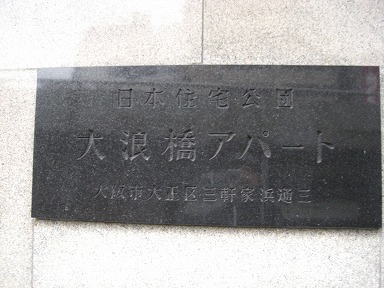 日本住宅公団
大浪橋アパート
大阪市大正区三軒家浜通三